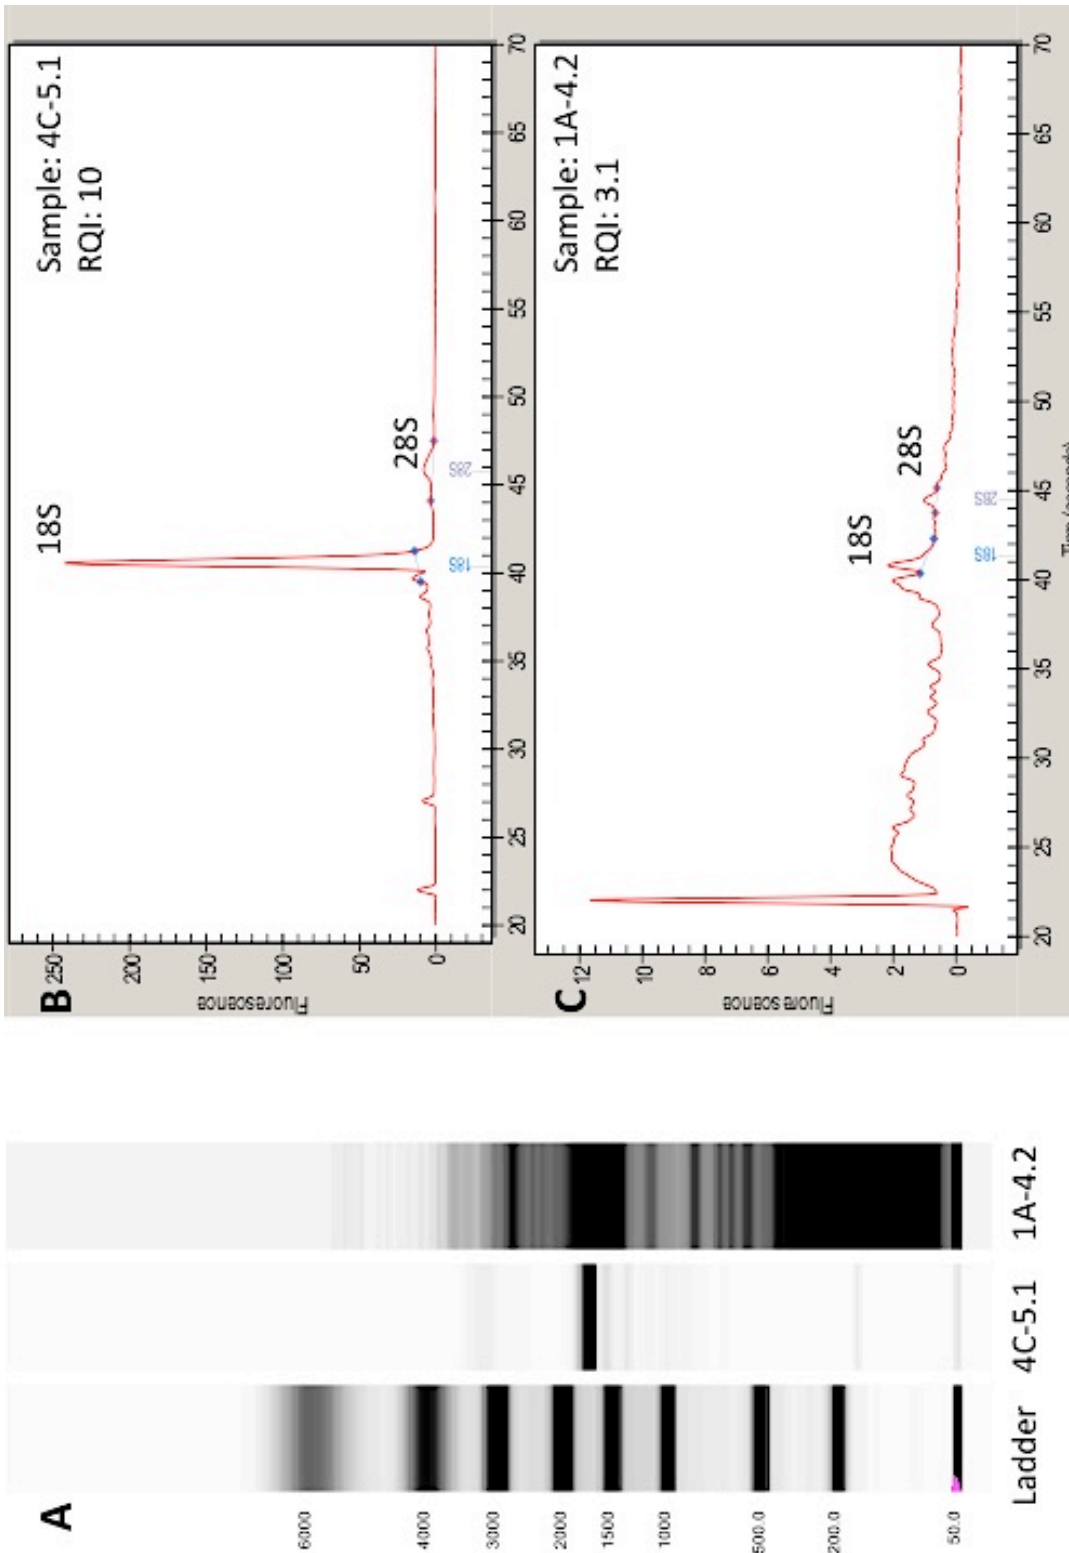 A
6000
4000
3000
2000
1500
1000
500.0
200.0
50.0
Ladder
4C-5.1
1A-4.2
B
Sample: 4C-5.1
RQI: 10
Fluorescence
250
200
150
100
50
0
18S
28S
18S
28S
20
25
30
35
40
45
50
55
60
65
70
C
Sample: 1A-4.2
RQI: 3.1
Fluorescence
12
10
8
6
4
2
0
18S
28S
18S
28S
20
25
30
35
40
45
50
55
60
65
70
Time (seconds)